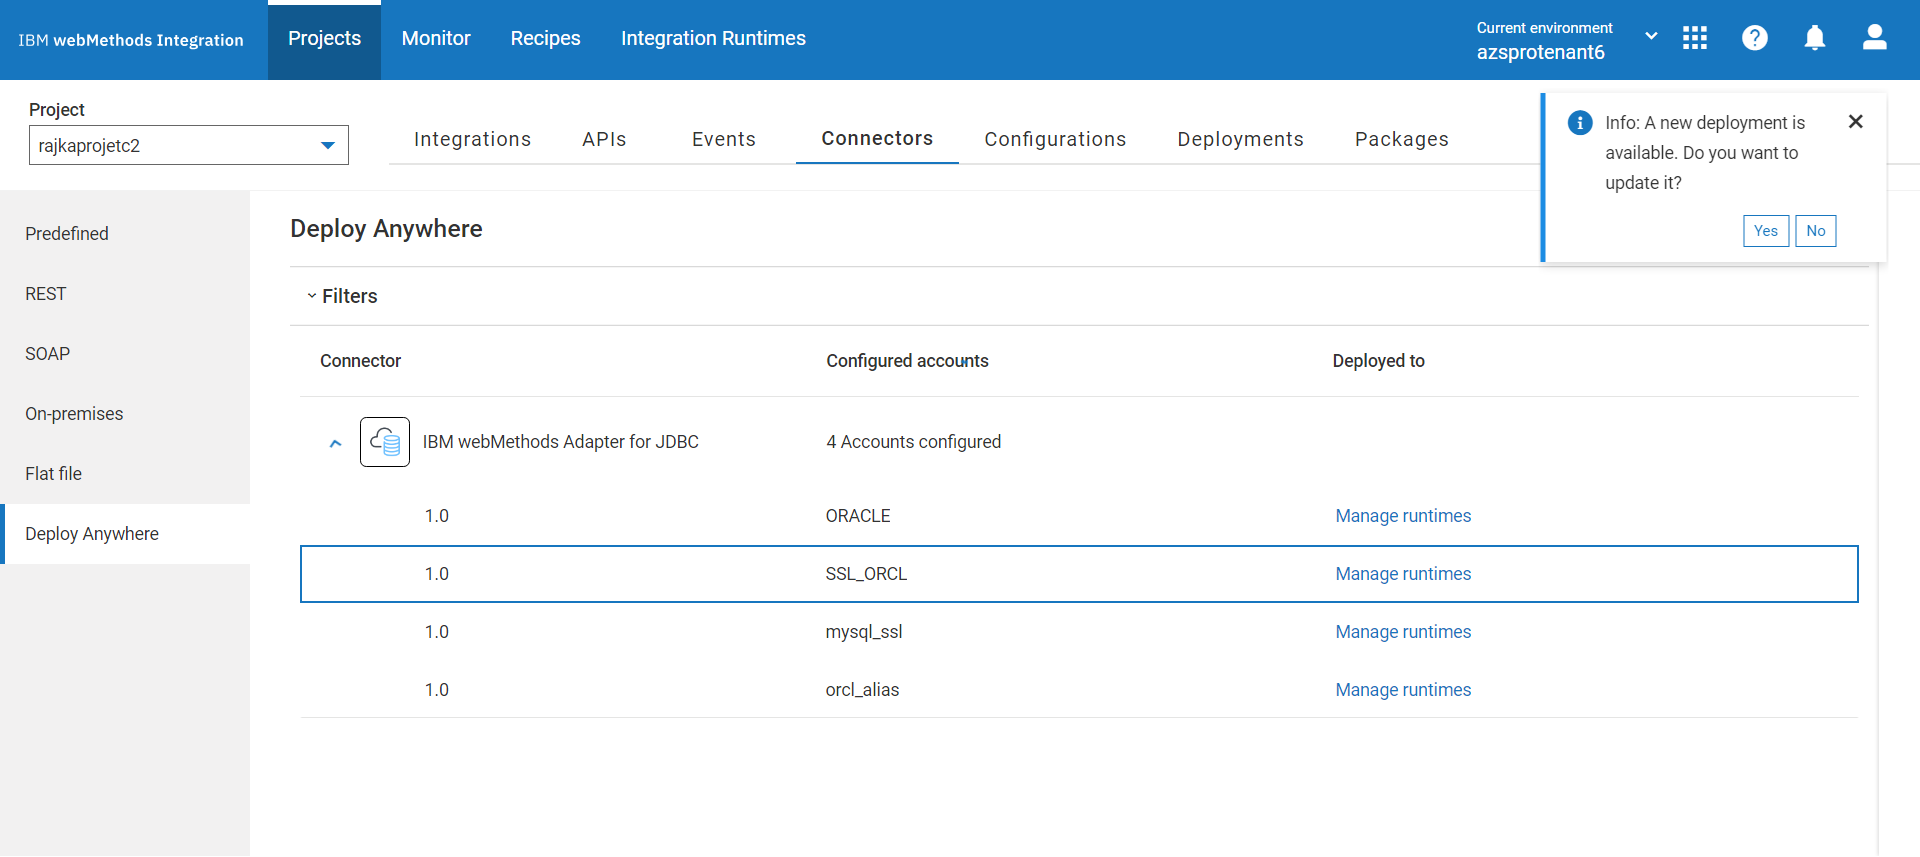 IBM webMethods Integration
Projects
Monitor
Recipes
Integration Runtimes
Current environment
azsprotenant6
Project
rajkaprojetc2
Integrations
APIs
Events
Connectors
Configurations
Deployments
Packages
Info: A new deployment is
available. Do you want to
update it?
Yes
No
Predefined
REST
SOAP
On-premises
Flat file
Deploy Anywhere
Deploy Anywhere
Filters
Connector Configured accounts Deployed to
IBM webMethods Adapter for JDBC 4 Accounts configured
1.0 ORACLE Manage runtimes
1.0 SSL_ORCL Manage runtimes
1.0 mysql_ssl Manage runtimes
1.0 orcl_alias Manage runtimes